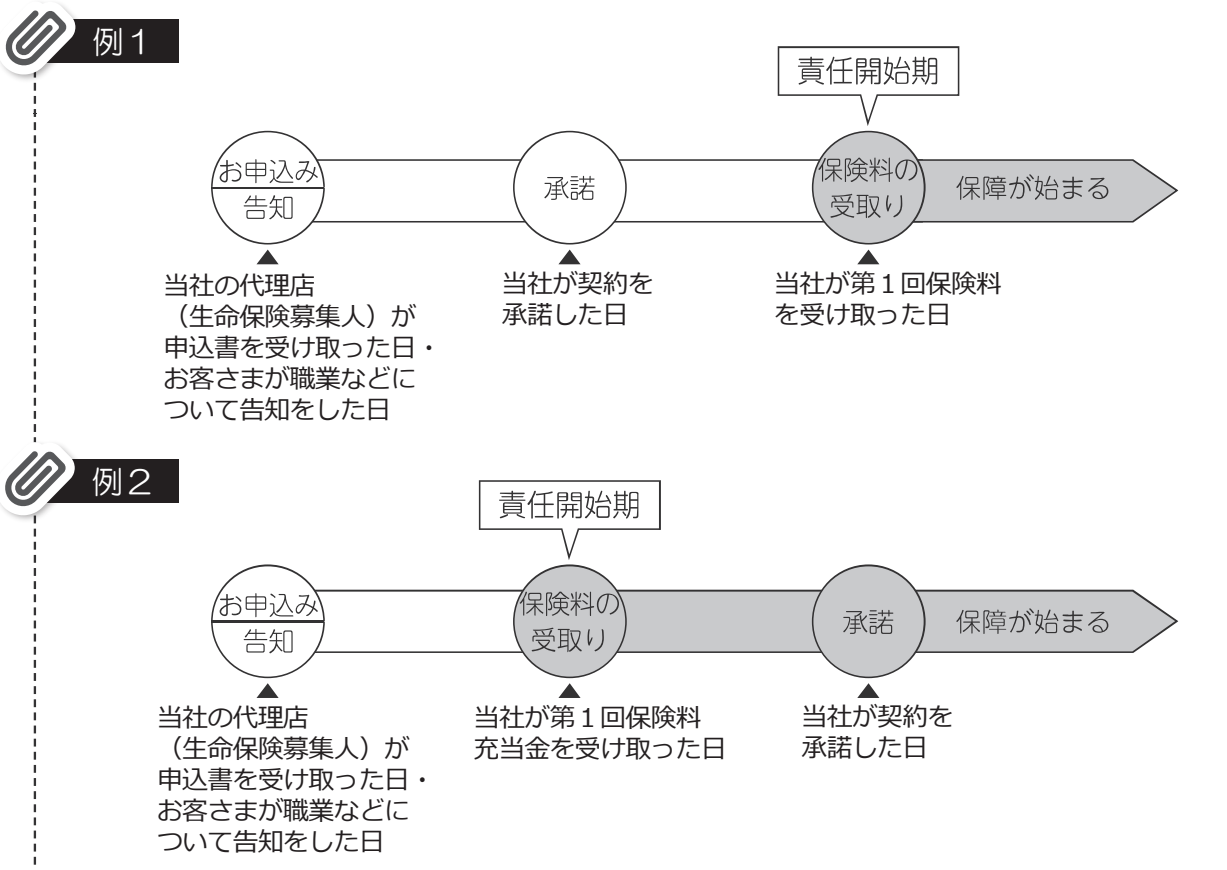 例1
責任開始期
お申込み
告知
承諾
保険料の
受取り
保障が始まる
当社の代理店
（生命保険募集人）が
申込書を受け取った日・
お客さまが職業などに
ついて告知をした日
当社が契約を
承諾した日
当社が第1回保険料
を受け取った日
例2
責任開始期
お申込み
告知
保険料の
受取り
承諾
保障が始まる
当社の代理店
（生命保険募集人）が
申込書を受け取った日・
お客さまが職業などに
ついて告知をした日
当社が第1回保険料
充当金を受け取った日
当社が契約を
承諾した日